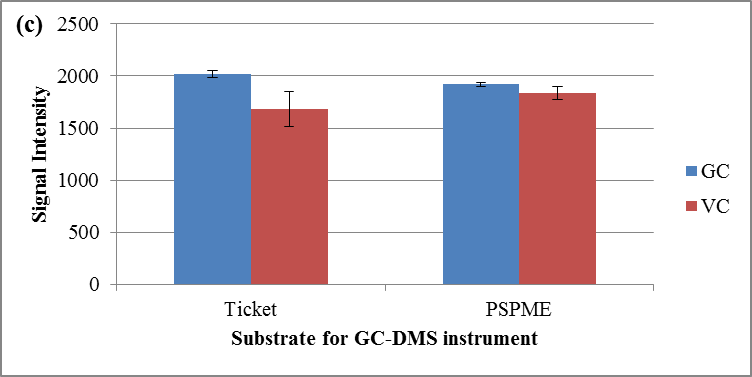 (c)
2500
2000
1500
1000
500
0
Signal Intensity
Ticket PSPME
Substrate for GC-DMS instrument
GC
VC